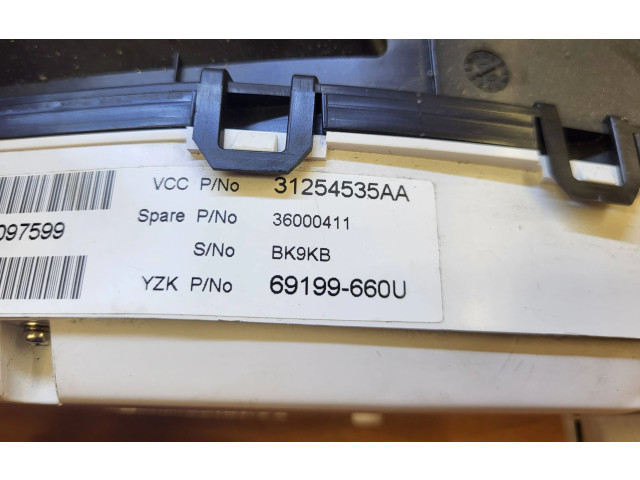 VCC P/No 31254535AA
Spare P/No 36000411
097599
S/No BK9KB
YZK P/No 69199-660U